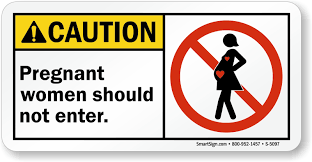 CAUTION
Pregnant
women should
not enter.
SmartSign.com • 800-952-1457 • S-5097